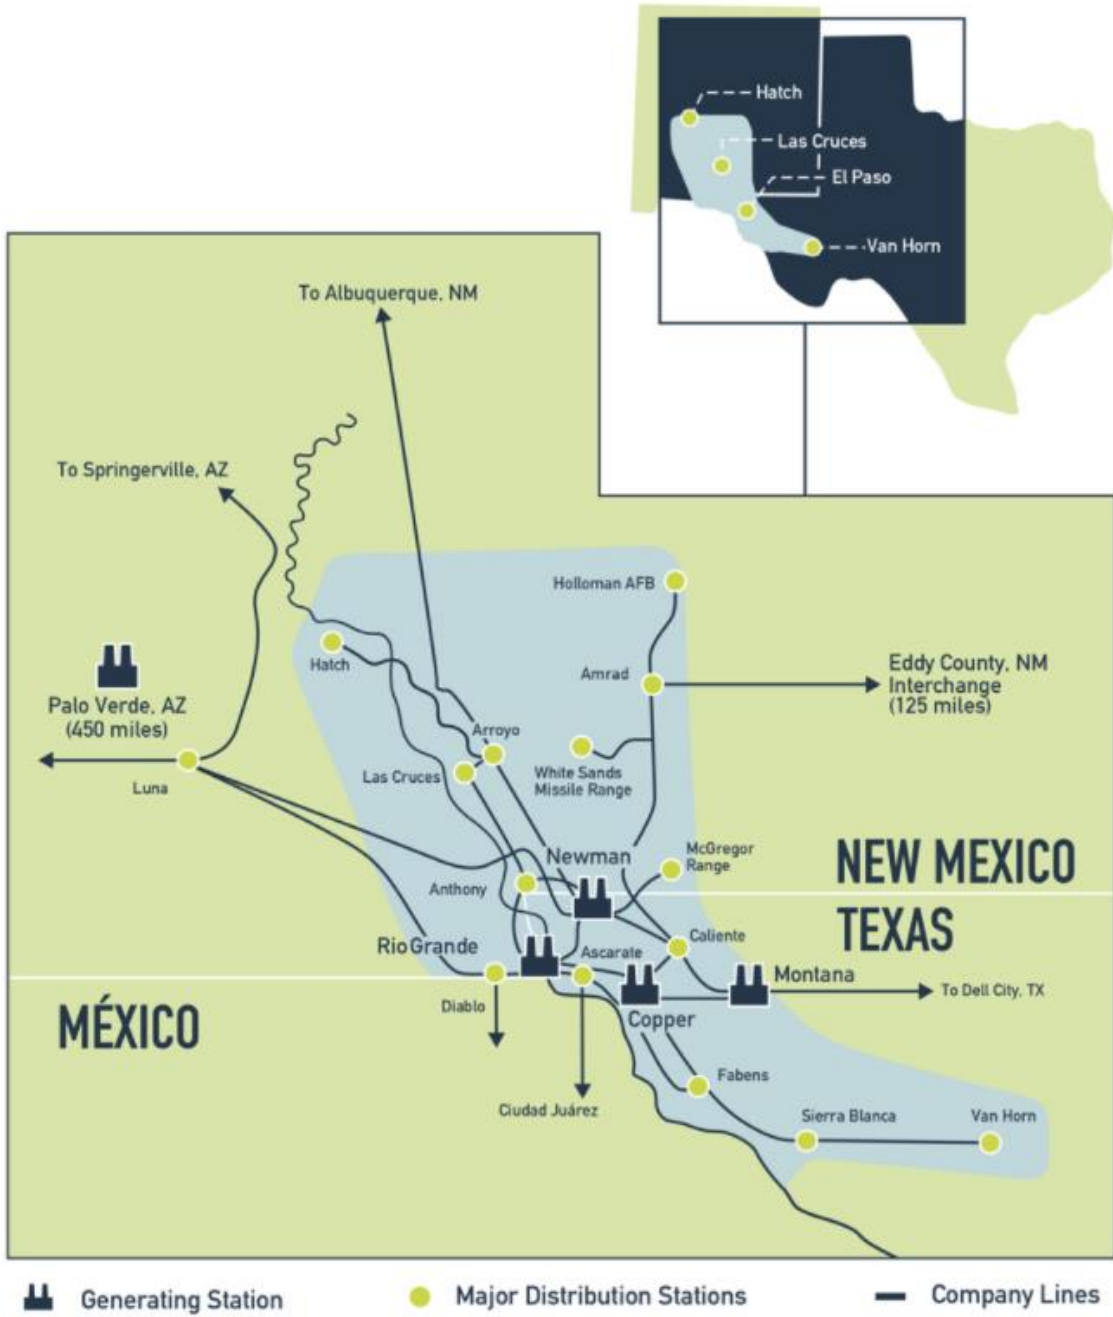 Hatch
Las Cruces
El Paso
Van Horn
To Albuquerque, NM
To Springerville, AZ
Holloman AFB
Hatch
Amrad
Eddy County, NM
Interchange
(125 miles)
Palo Verde, AZ
(450 miles)
Arroyo
Las Cruces
White Sands
Missile Range
Luna
Newman
McGregor
Range
NEW MEXICO
Anthony
TEXAS
Rio Grande
Ascarate
Caliente
Montana
To Dell City, TX
Diablo
MÉXICO
Copper
Fabens
Ciudad Juárez
Sierra Blanca
Van Horn
Generating Station
Major Distribution Stations
Company Lines